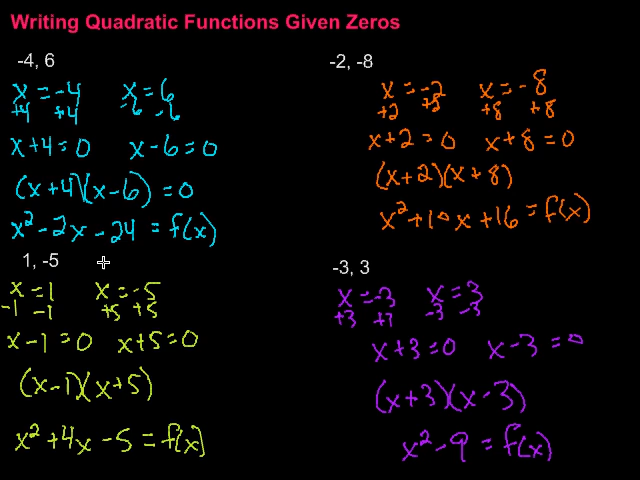 Writing Quadratic Functions Given Zeros
-4, 6
x = -4 x = 6
+4 +4 -6 -6
x+4=0 x-6=0
(x+4)(x-6)=0
x²-2x-24=f(x)
-2, -8
x = -2 x = -8
+2 +2 +8 +8
x+2=0 x+8=0
(x+2)(x+8)
x²+10x+16=f(x)
1, -5
x = 1 x = -5
-1 -1 +5 +5
x-1=0 x+5=0
(x-1)(x+5)
x²+4x-5=f(x)
-3, 3
x = -3 x = 3
+3 -3 -3
x+3=0 x-3=0
(x+3)(x-3)
x²-9=f(x)